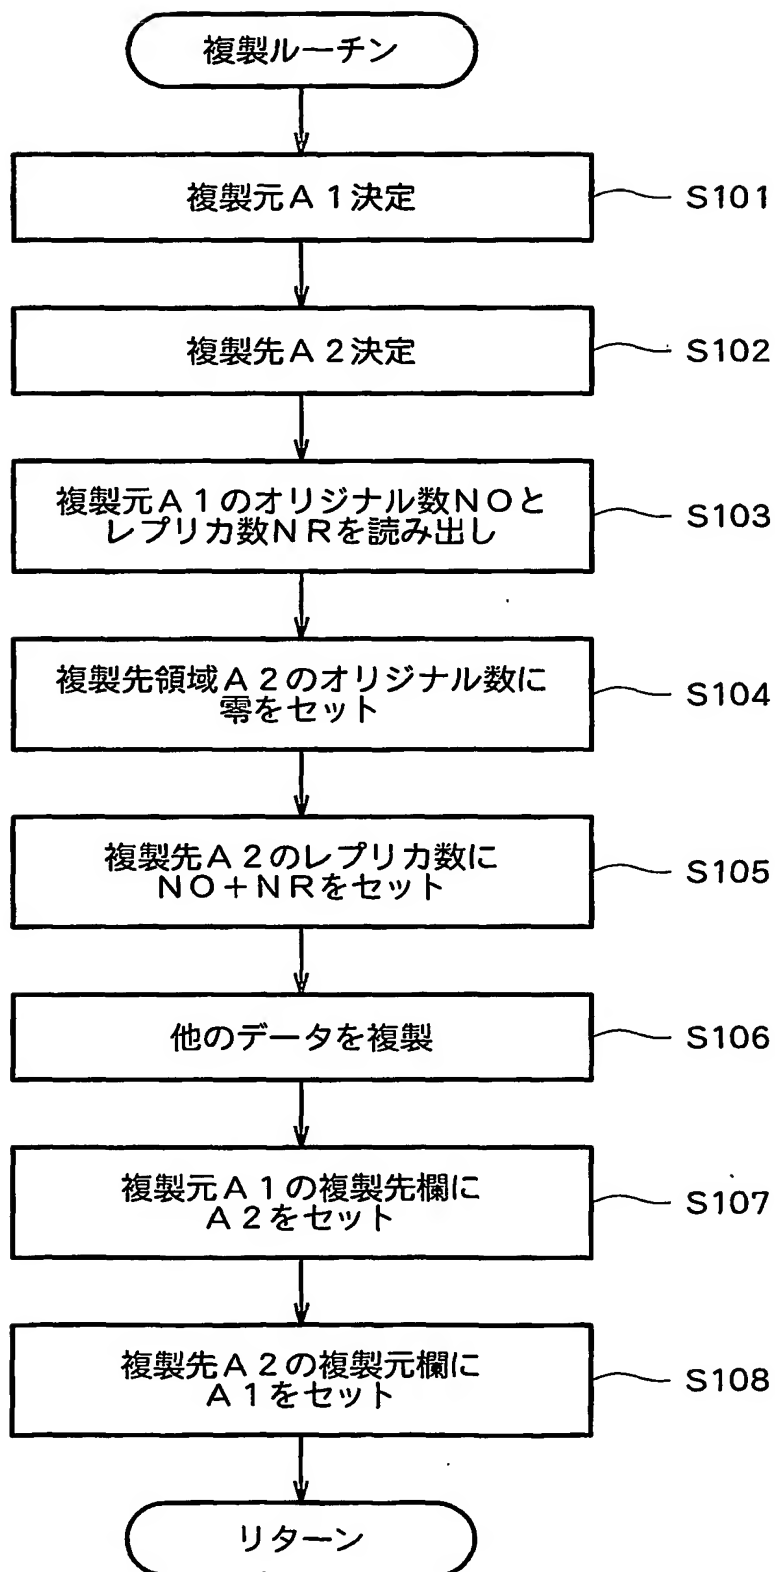 複製ルーチン
複製元A1決定
S101
複製先A2決定
S102
複製元A1のオリジナル数NOと
レプリカ数NRを読み出し
S103
複製先領域A2のオリジナル数に
零をセット
S104
複製先A2のレプリカ数に
NO+NRをセット
S105
他のデータを複製
S106
複製元A1の複製先欄に
A2をセット
S107
複製先A2の複製元欄に
A1をセット
S108
リターン